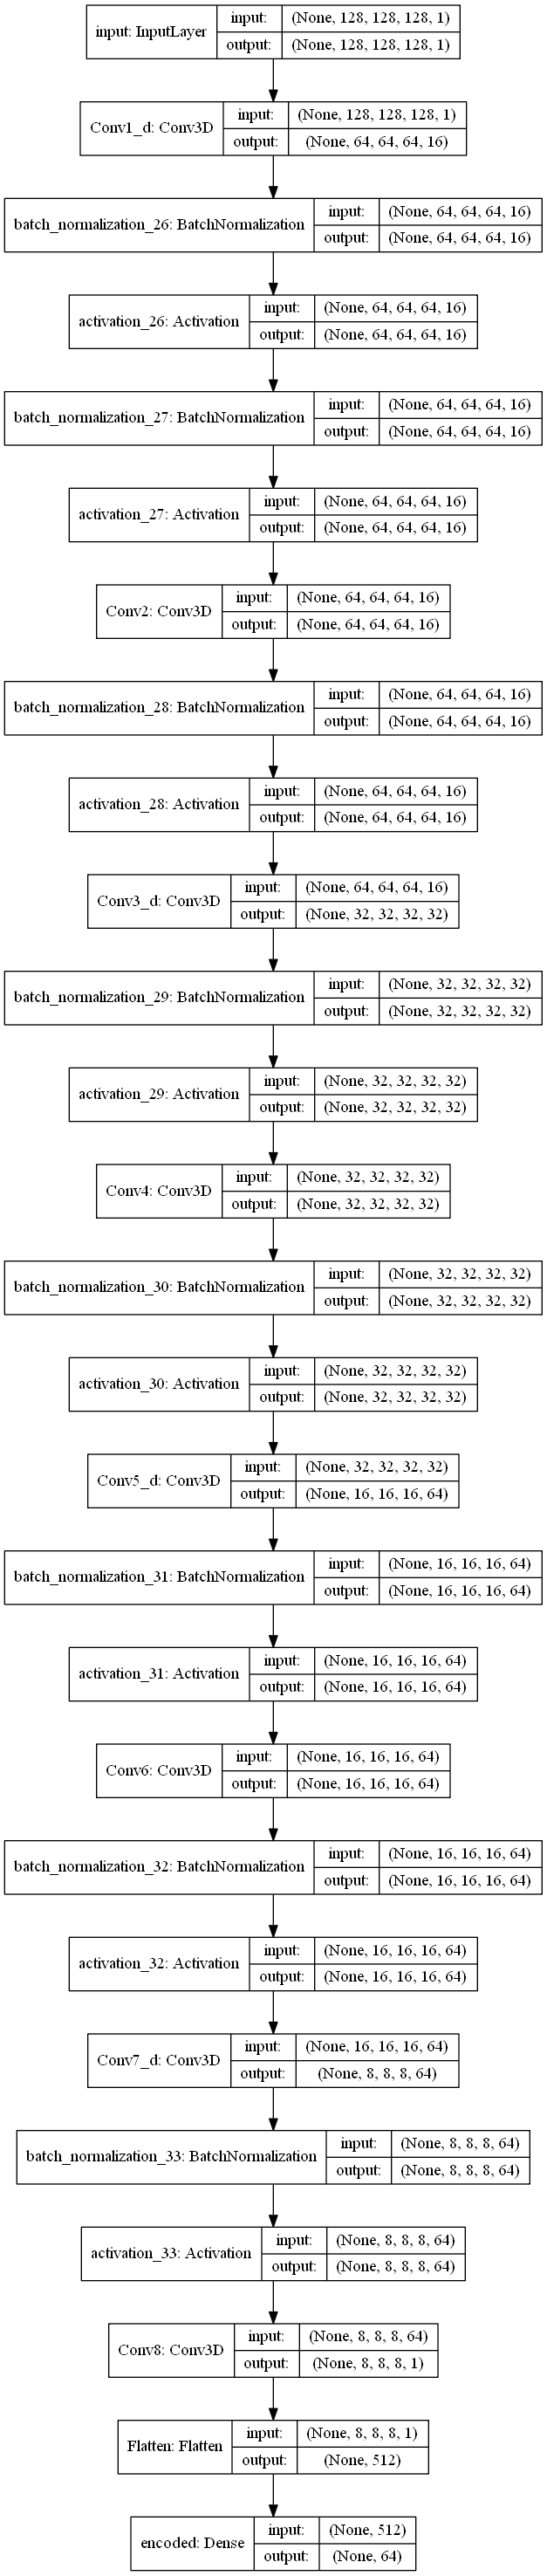 input: InputLayer
input: (None, 128, 128, 128, 1)
output: (None, 128, 128, 128, 1)
Conv1_d: Conv3D
input: (None, 128, 128, 128, 1)
output: (None, 64, 64, 64, 16)
batch_normalization_26: BatchNormalization
input: (None, 64, 64, 64, 16)
output: (None, 64, 64, 64, 16)
activation_26: Activation
input: (None, 64, 64, 64, 16)
output: (None, 64, 64, 64, 16)
batch_normalization_27: BatchNormalization
input: (None, 64, 64, 64, 16)
output: (None, 64, 64, 64, 16)
activation_27: Activation
input: (None, 64, 64, 64, 16)
output: (None, 64, 64, 64, 16)
Conv2: Conv3D
input: (None, 64, 64, 64, 16)
output: (None, 64, 64, 64, 16)
batch_normalization_28: BatchNormalization
input: (None, 64, 64, 64, 16)
output: (None, 64, 64, 64, 16)
activation_28: Activation
input: (None, 64, 64, 64, 16)
output: (None, 64, 64, 64, 16)
Conv3_d: Conv3D
input: (None, 64, 64, 64, 16)
output: (None, 32, 32, 32, 32)
batch_normalization_29: BatchNormalization
input: (None, 32, 32, 32, 32)
output: (None, 32, 32, 32, 32)
activation_29: Activation
input: (None, 32, 32, 32, 32)
output: (None, 32, 32, 32, 32)
Conv4: Conv3D
input: (None, 32, 32, 32, 32)
output: (None, 32, 32, 32, 32)
batch_normalization_30: BatchNormalization
input: (None, 32, 32, 32, 32)
output: (None, 32, 32, 32, 32)
activation_30: Activation
input: (None, 32, 32, 32, 32)
output: (None, 32, 32, 32, 32)
Conv5_d: Conv3D
input: (None, 32, 32, 32, 32)
output: (None, 16, 16, 16, 64)
batch_normalization_31: BatchNormalization
input: (None, 16, 16, 16, 64)
output: (None, 16, 16, 16, 64)
activation_31: Activation
input: (None, 16, 16, 16, 64)
output: (None, 16, 16, 16, 64)
Conv6: Conv3D
input: (None, 16, 16, 16, 64)
output: (None, 16, 16, 16, 64)
batch_normalization_32: BatchNormalization
input: (None, 16, 16, 16, 64)
output: (None, 16, 16, 16, 64)
activation_32: Activation
input: (None, 16, 16, 16, 64)
output: (None, 16, 16, 16, 64)
Conv7_d: Conv3D
input: (None, 16, 16, 16, 64)
output: (None, 8, 8, 8, 64)
batch_normalization_33: BatchNormalization
input: (None, 8, 8, 8, 64)
output: (None, 8, 8, 8, 64)
activation_33: Activation
input: (None, 8, 8, 8, 64)
output: (None, 8, 8, 8, 64)
Conv8: Conv3D
input: (None, 8, 8, 8, 64)
output: (None, 8, 8, 8, 1)
Flatten: Flatten
input: (None, 8, 8, 8, 1)
output: (None, 512)
encoded: Dense
input: (None, 512)
output: (None, 64)